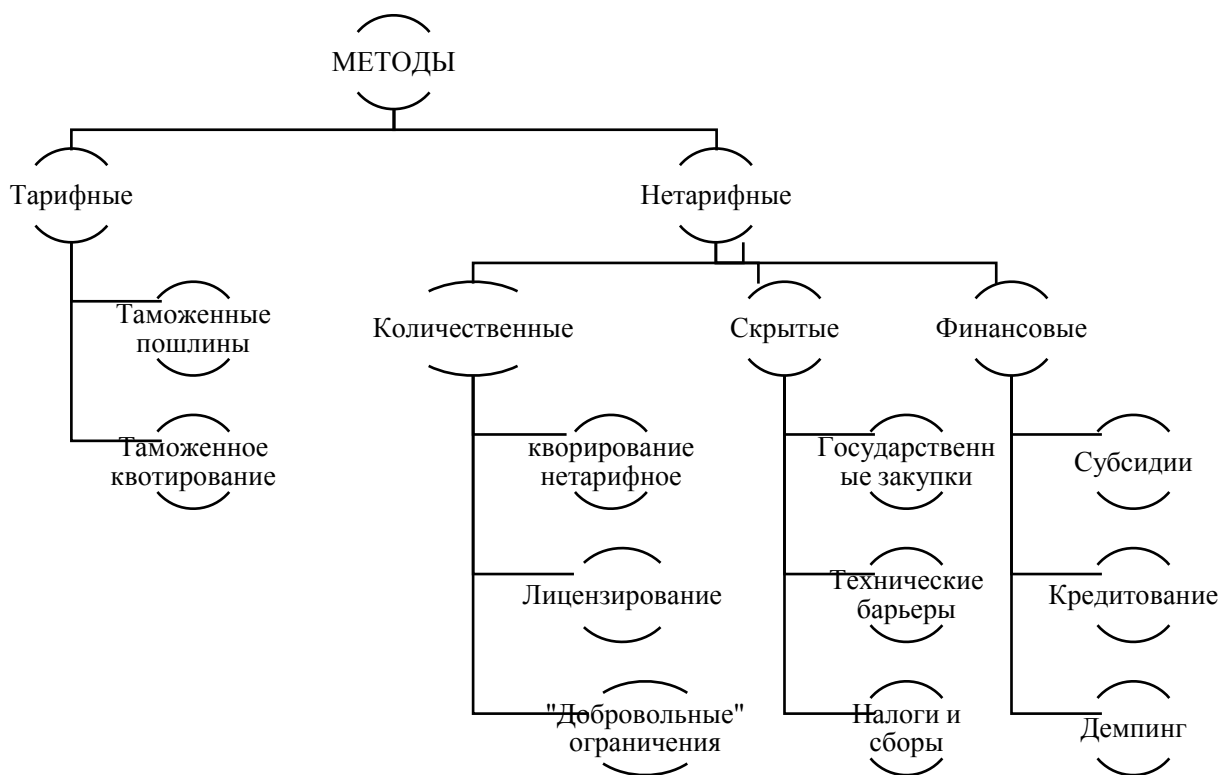 МЕТОДЫ
Тарифные
Нетарифные
Таможенные
пошлины
Таможенное
квотирование
Количественные
Скрытые
Финансовые
кворирование
нетарифное
Лицензирование
"Добровольные"
ограничения
Государственн
ые закупки
Технические
барьеры
Налоги и
сборы
Субсидии
Кредитование
Демпинг